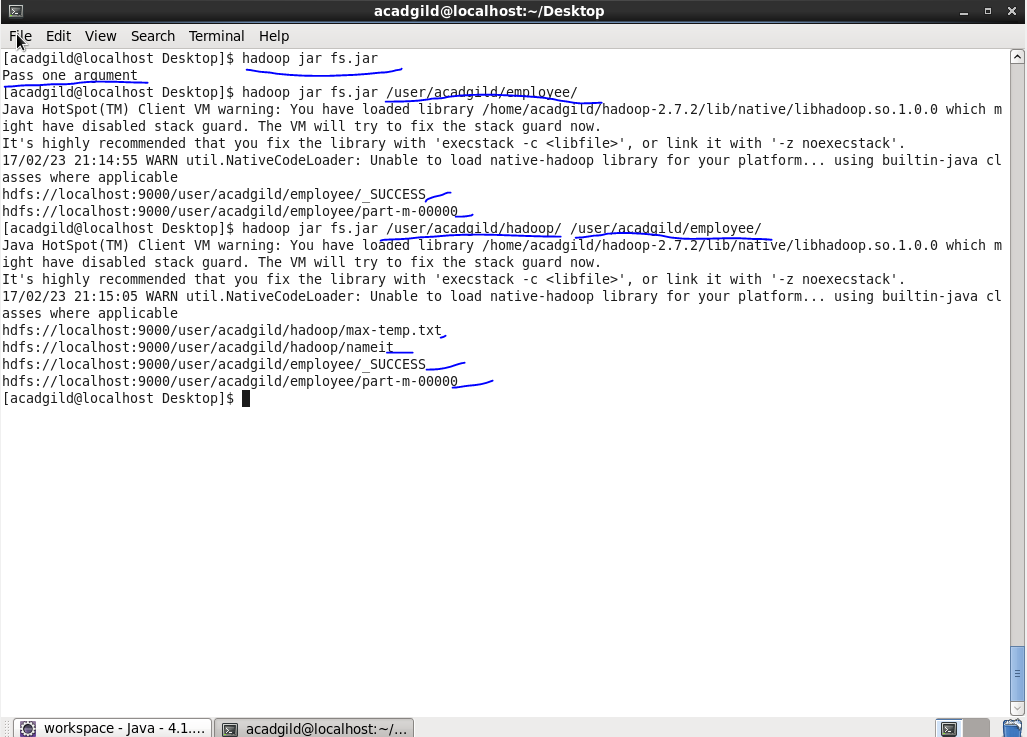 acadgild@localhost:~/Desktop
File Edit View Search Terminal Help
[acadgild@localhost Desktop]$ hadoop jar fs.jar
Pass one argument
[acadgild@localhost Desktop]$ hadoop jar fs.jar /user/acadgild/employee/
Java HotSpot(TM) Client VM warning: You have loaded library /home/acadgild/hadoop-2.7.2/lib/native/libhadoop.so.1.0.0 which m
ight have disabled stack guard. The VM will try to fix the stack guard now.
It's highly recommended that you fix the library with 'execstack -c <libfile>', or link it with '-z noexecstack'.
17/02/23 21:14:55 WARN util.NativeCodeLoader: Unable to load native-hadoop library for your platform... using builtin-java cl
asses where applicable
hdfs://localhost:9000/user/acadgild/employee/_SUCCESS
hdfs://localhost:9000/user/acadgild/employee/part-m-00000
[acadgild@localhost Desktop]$ hadoop jar fs.jar /user/acadgild/hadoop/ /user/acadgild/employee/
Java HotSpot(TM) Client VM warning: You have loaded library /home/acadgild/hadoop-2.7.2/lib/native/libhadoop.so.1.0.0 which m
ight have disabled stack guard. The VM will try to fix the stack guard now.
It's highly recommended that you fix the library with 'execstack -c <libfile>', or link it with '-z noexecstack'.
17/02/23 21:15:05 WARN util.NativeCodeLoader: Unable to load native-hadoop library for your platform... using builtin-java cl
asses where applicable
hdfs://localhost:9000/user/acadgild/hadoop/max-temp.txt
hdfs://localhost:9000/user/acadgild/hadoop/nameit
hdfs://localhost:9000/user/acadgild/employee/_SUCCESS
hdfs://localhost:9000/user/acadgild/employee/part-m-00000
[acadgild@localhost Desktop]$
workspace - Java - 4.1.... acadgild@localhost:~/...